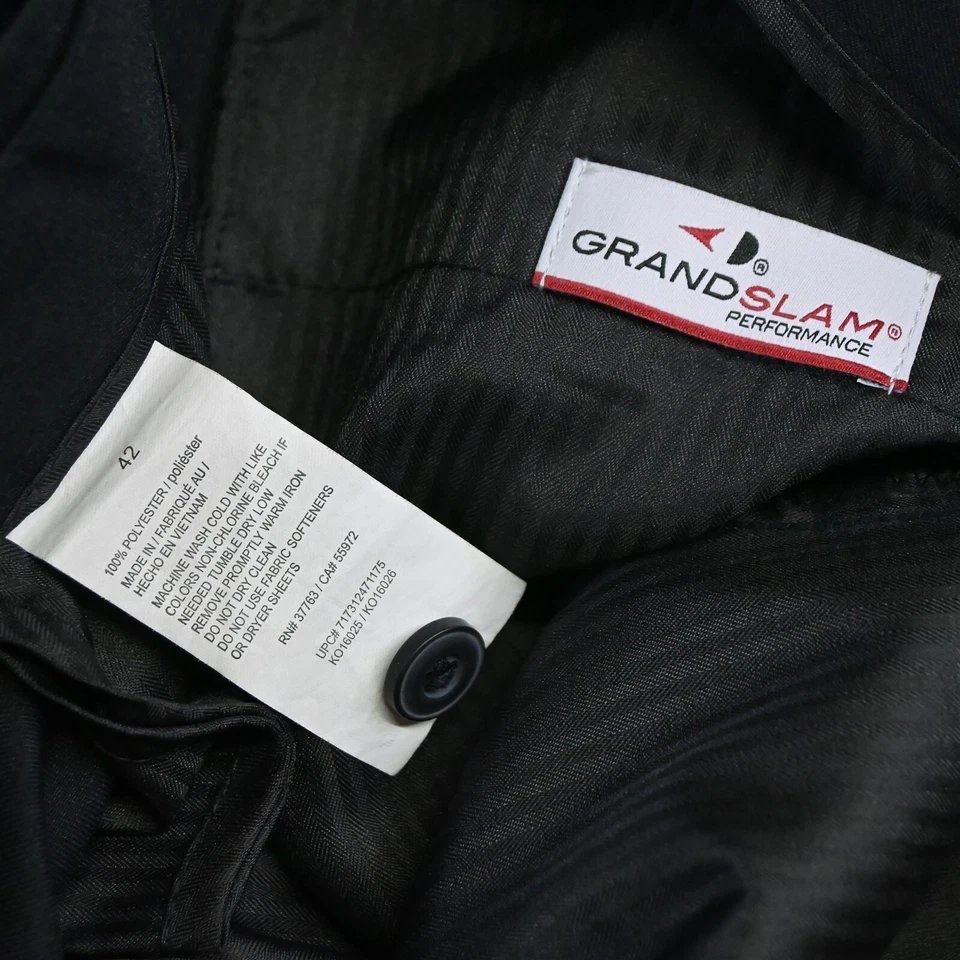 GRANDSLAM®
®
PERFORMANCE
42
100% POLYESTER / poliéster
MADE IN / FABRIQUÉ AU /
HECHO EN VIETNAM
MACHINE WASH COLD WITH LIKE
COLORS NON-CHLORINE BLEACH IF
NEEDED TUMBLE DRY LOW
REMOVE PROMPTLY WARM IRON
DO NOT DRY CLEAN
DO NOT USE FABRIC SOFTENERS
OR DRYER SHEETS
RN# 37763 / CA# 55972
UPC# 717312471175
KO16025 / KO16026